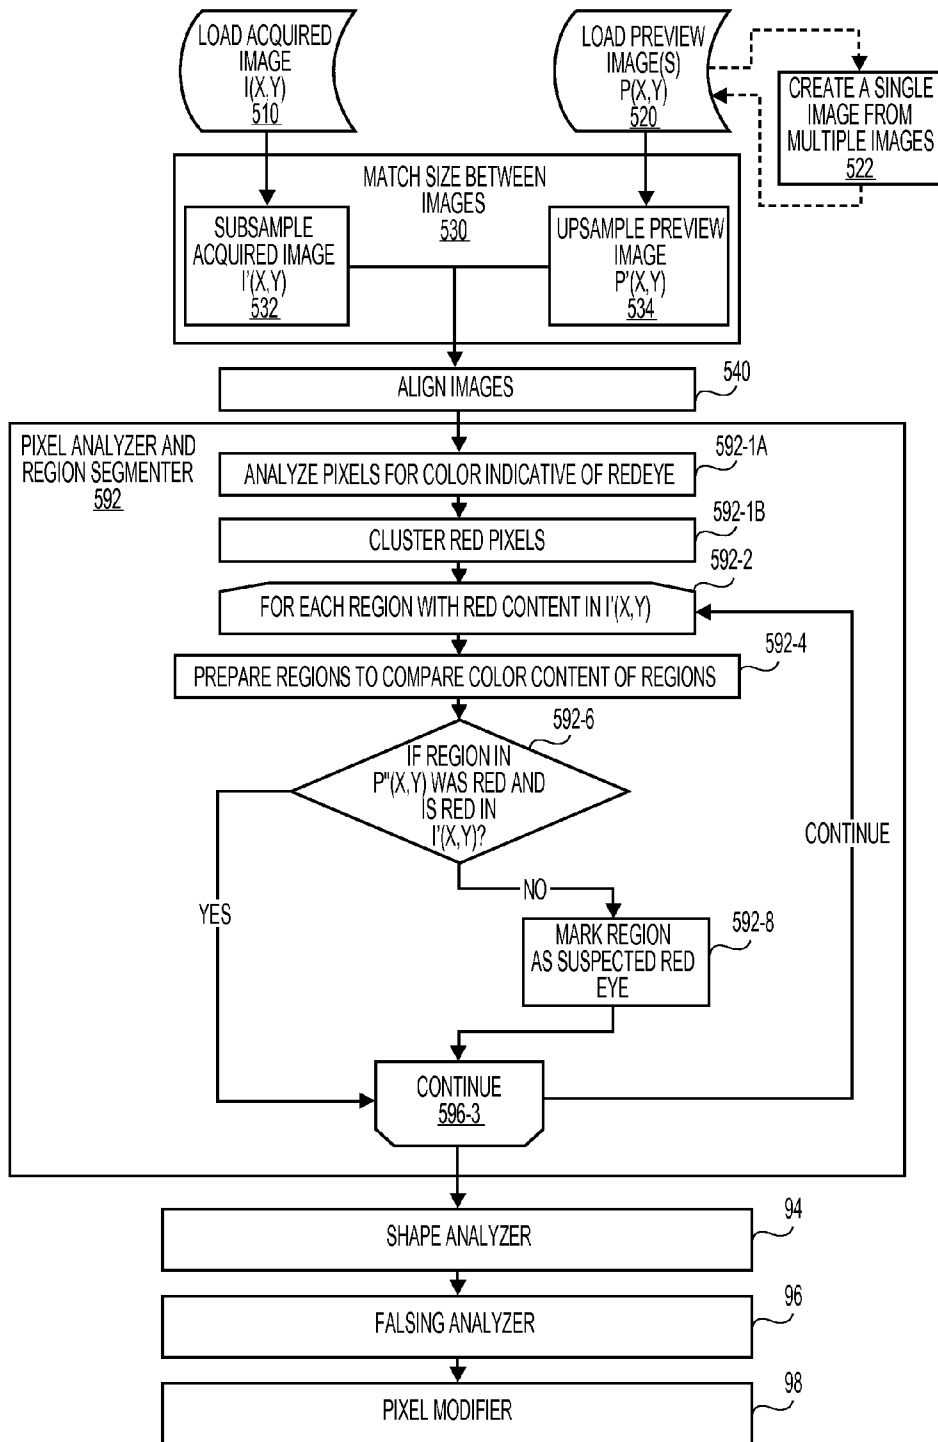 LOAD ACQUIRED
IMAGE
I(X,Y)
510
LOAD PREVIEW
IMAGE(S)
P(X,Y)
520
CREATE A SINGLE
IMAGE FROM
MULTIPLE IMAGES
522
MATCH SIZE BETWEEN
IMAGES
530
SUBSAMPLE
ACQUIRED IMAGE
I'(X,Y)
532
UPSAMPLE PREVIEW
IMAGE
P'(X,Y)
534
ALIGN IMAGES
540
PIXEL ANALYZER AND
REGION SEGMENTER
592
ANALYZE PIXELS FOR COLOR INDICATIVE OF REDEYE
592-1A
CLUSTER RED PIXELS
592-1B
FOR EACH REGION WITH RED CONTENT IN I'(X,Y)
592-2
PREPARE REGIONS TO COMPARE COLOR CONTENT OF REGIONS
592-4
IF REGION IN
P"(X,Y) WAS RED AND
IS RED IN
I'(X,Y)?
592-6
CONTINUE
YES
NO
MARK REGION
AS SUSPECTED RED
EYE
592-8
CONTINUE
596-3
SHAPE ANALYZER
94
FALSING ANALYZER
96
PIXEL MODIFIER
98